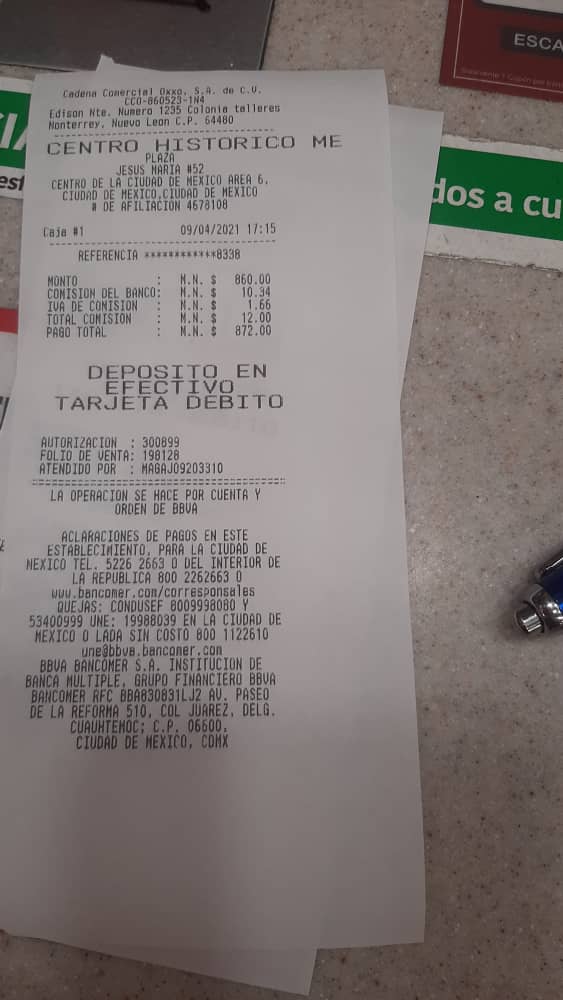 ESCA
dos a cu
Cadena Comercial Oxxo, S.A. de C.V.
CCO-860523-1N4
Edison Nte. Numero 1235 Colonia talleres
Monterrey, Nuevo Leon C.P. 64480
CENTRO HISTORICO ME
PLAZA
JESUS MARIA #52
CENTRO DE LA CIUDAD DE MEXICO AREA 6,
CIUDAD DE MEXICO,CIUDAD DE MEXICO
# DE AFILIACION 4678108
Caja #1 09/04/2021 17:15
REFERENCIA ************8338
MONTO : M.N. $ 860.00
COMISION DEL BANCO: M.N. $ 10.34
IVA DE COMISION : M.N. $ 1.66
TOTAL COMISION : M.N. $ 12.00
PAGO TOTAL : M.N. $ 872.00
DEPOSITO EN
EFECTIVO
TARJETA DEBITO
AUTORIZACION : 300899
FOLIO DE VENTA: 198128
ATENDIDO POR : MAGAJ09203310
LA OPERACION SE HACE POR CUENTA Y
ORDEN DE BBVA
ACLARACIONES DE PAGOS EN ESTE
ESTABLECIMIENTO, PARA LA CIUDAD DE
MEXICO TEL. 5226 2663 O DEL INTERIOR DE
LA REPUBLICA 800 2262663 O
www.bancomer.com/corresponsales
QUEJAS: CONDUSEF 8009998080 Y
53400999 UNE: 19988039 EN LA CIUDAD DE
MEXICO O LADA SIN COSTO 800 1122610
une@bbva.bancomer.com
BBVA BANCOMER S.A. INSTITUCION DE
BANCA MULTIPLE, GRUPO FINANCIERO BBVA
BANCOMER RFC BBA830831LJ2 AV. PASEO
DE LA REFORMA 510, COL JUAREZ, DELG.
CUAUHTEMOC; C.P. 06600,
CIUDAD DE MEXICO, CDMX